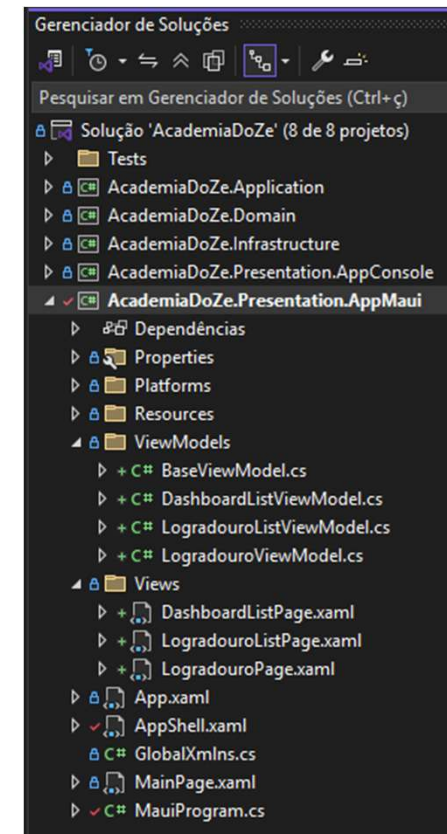 Gerenciador de Soluções
Pesquisar em Gerenciador de Soluções (Ctrl+ç)
Solução 'AcademiaDoZe' (8 de 8 projetos)
Tests
C# AcademiaDoZe.Application
C# AcademiaDoZe.Domain
C# AcademiaDoZe.Infrastructure
C# AcademiaDoZe.Presentation.AppConsole
C# AcademiaDoZe.Presentation.AppMaui
Dependências
Properties
Platforms
Resources
ViewModels
+ C# BaseViewModel.cs
+ C# DashboardListViewModel.cs
+ C# LogradouroListViewModel.cs
+ C# LogradouroViewModel.cs
Views
+ DashboardListPage.xaml
+ LogradouroListPage.xaml
+ LogradouroPage.xaml
App.xaml
AppShell.xaml
C# GlobalXmlns.cs
MainPage.xaml
C# MauiProgram.cs